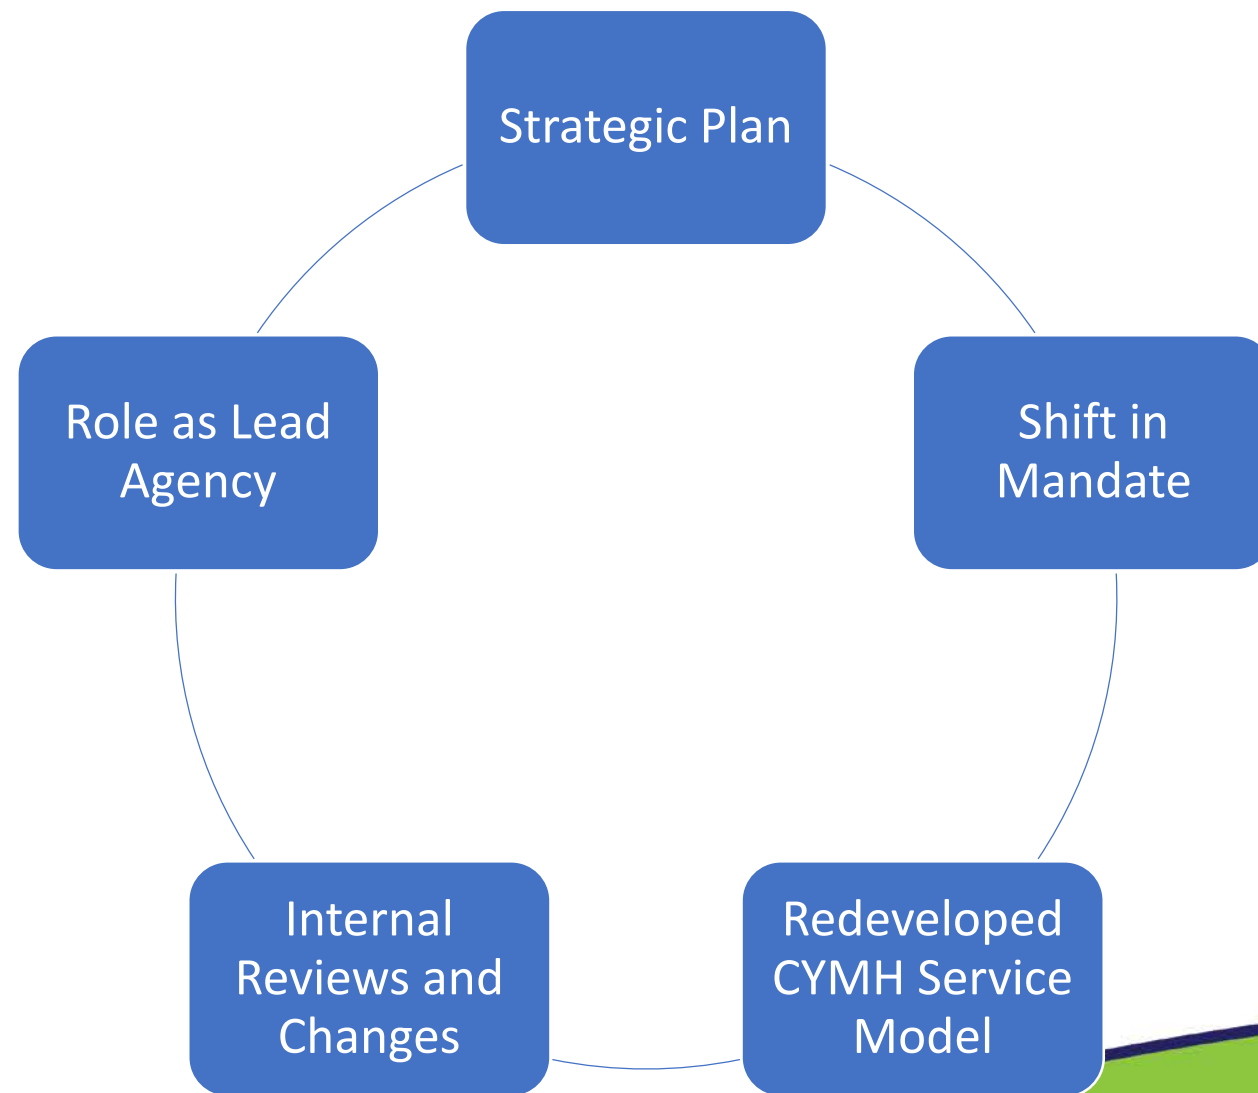 Strategic Plan
Shift in
Mandate
Redeveloped
CYMH Service
Model
Internal
Reviews and
Changes
Role as Lead
Agency